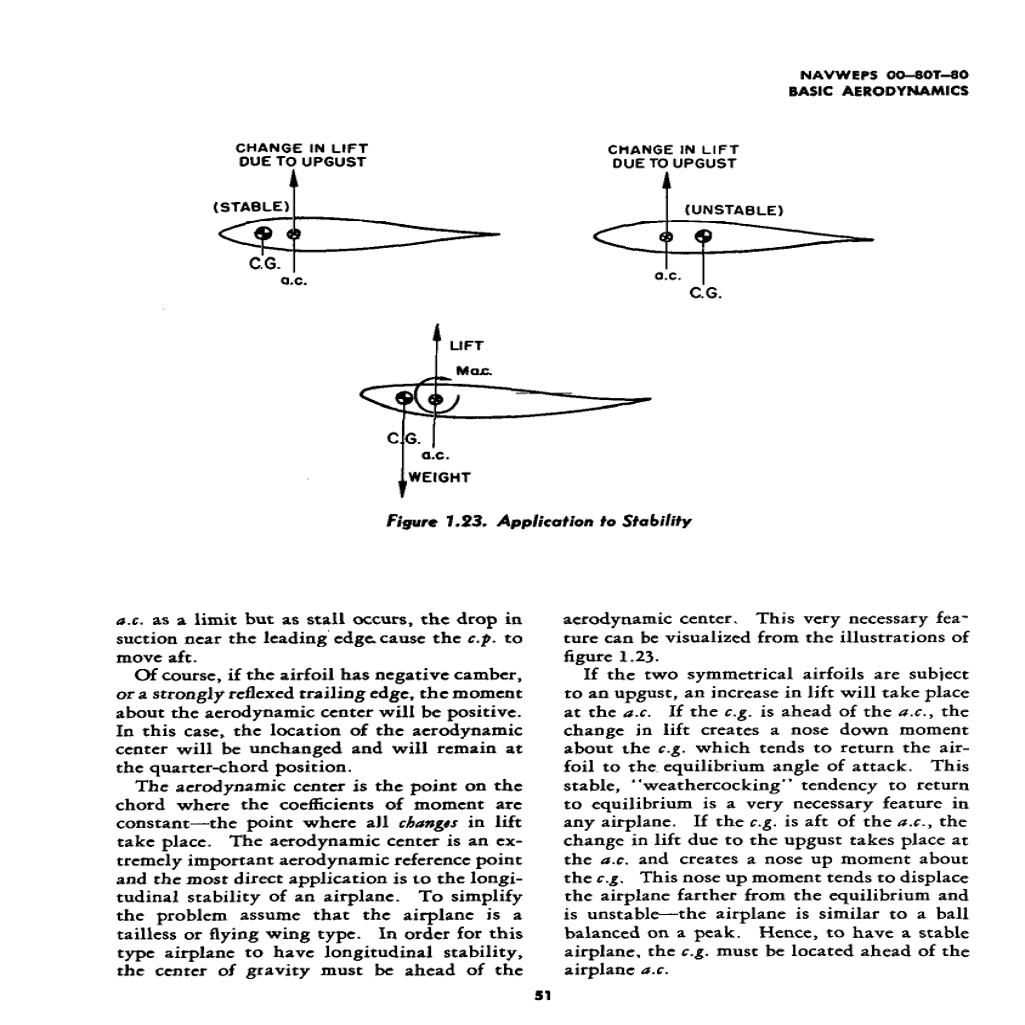 NAVWEPS 00-80T-80
BASIC AERODYNAMICS
CHANGE IN LIFT
DUE TO UPGUST
(STABLE)
C.G.
a.c.
CHANGE IN LIFT
DUE TO UPGUST
(UNSTABLE)
a.c.
C.G.
LIFT
Ma.c.
C.G.
a.c.
WEIGHT
Figure 1.23. Application to Stability
a.c. as a limit but as stall occurs, the drop in
suction near the leading edge cause the c.p. to
move aft.
Of course, if the airfoil has negative camber,
or a strongly reflexed trailing edge, the moment
about the aerodynamic center will be positive.
In this case, the location of the aerodynamic
center will be unchanged and will remain at
the quarter-chord position.
The aerodynamic center is the point on the
chord where the coefficients of moment are
constant—the point where all changes in lift
take place. The aerodynamic center is an ex-
tremely important aerodynamic reference point
and the most direct application is to the longi-
tudinal stability of an airplane. To simplify
the problem assume that the airplane is a
tailless or flying wing type. In order for this
type airplane to have longitudinal stability,
the center of gravity must be ahead of the
aerodynamic center. This very necessary fea-
ture can be visualized from the illustrations of
figure 1.23.
If the two symmetrical airfoils are subject
to an upgust, an increase in lift will take place
at the a.c. If the c.g. is ahead of the a.c., the
change in lift creates a nose down moment
about the c.g. which tends to return the air-
foil to the equilibrium angle of attack. This
stable, "weathercocking" tendency to return
to equilibrium is a very necessary feature in
any airplane. If the c.g. is aft of the a.c., the
change in lift due to the upgust takes place at
the a.c. and creates a nose up moment about
the c.g. This nose up moment tends to displace
the airplane farther from the equilibrium and
is unstable—the airplane is similar to a ball
balanced on a peak. Hence, to have a stable
airplane, the c.g. must be located ahead of the
airplane a.c.
51